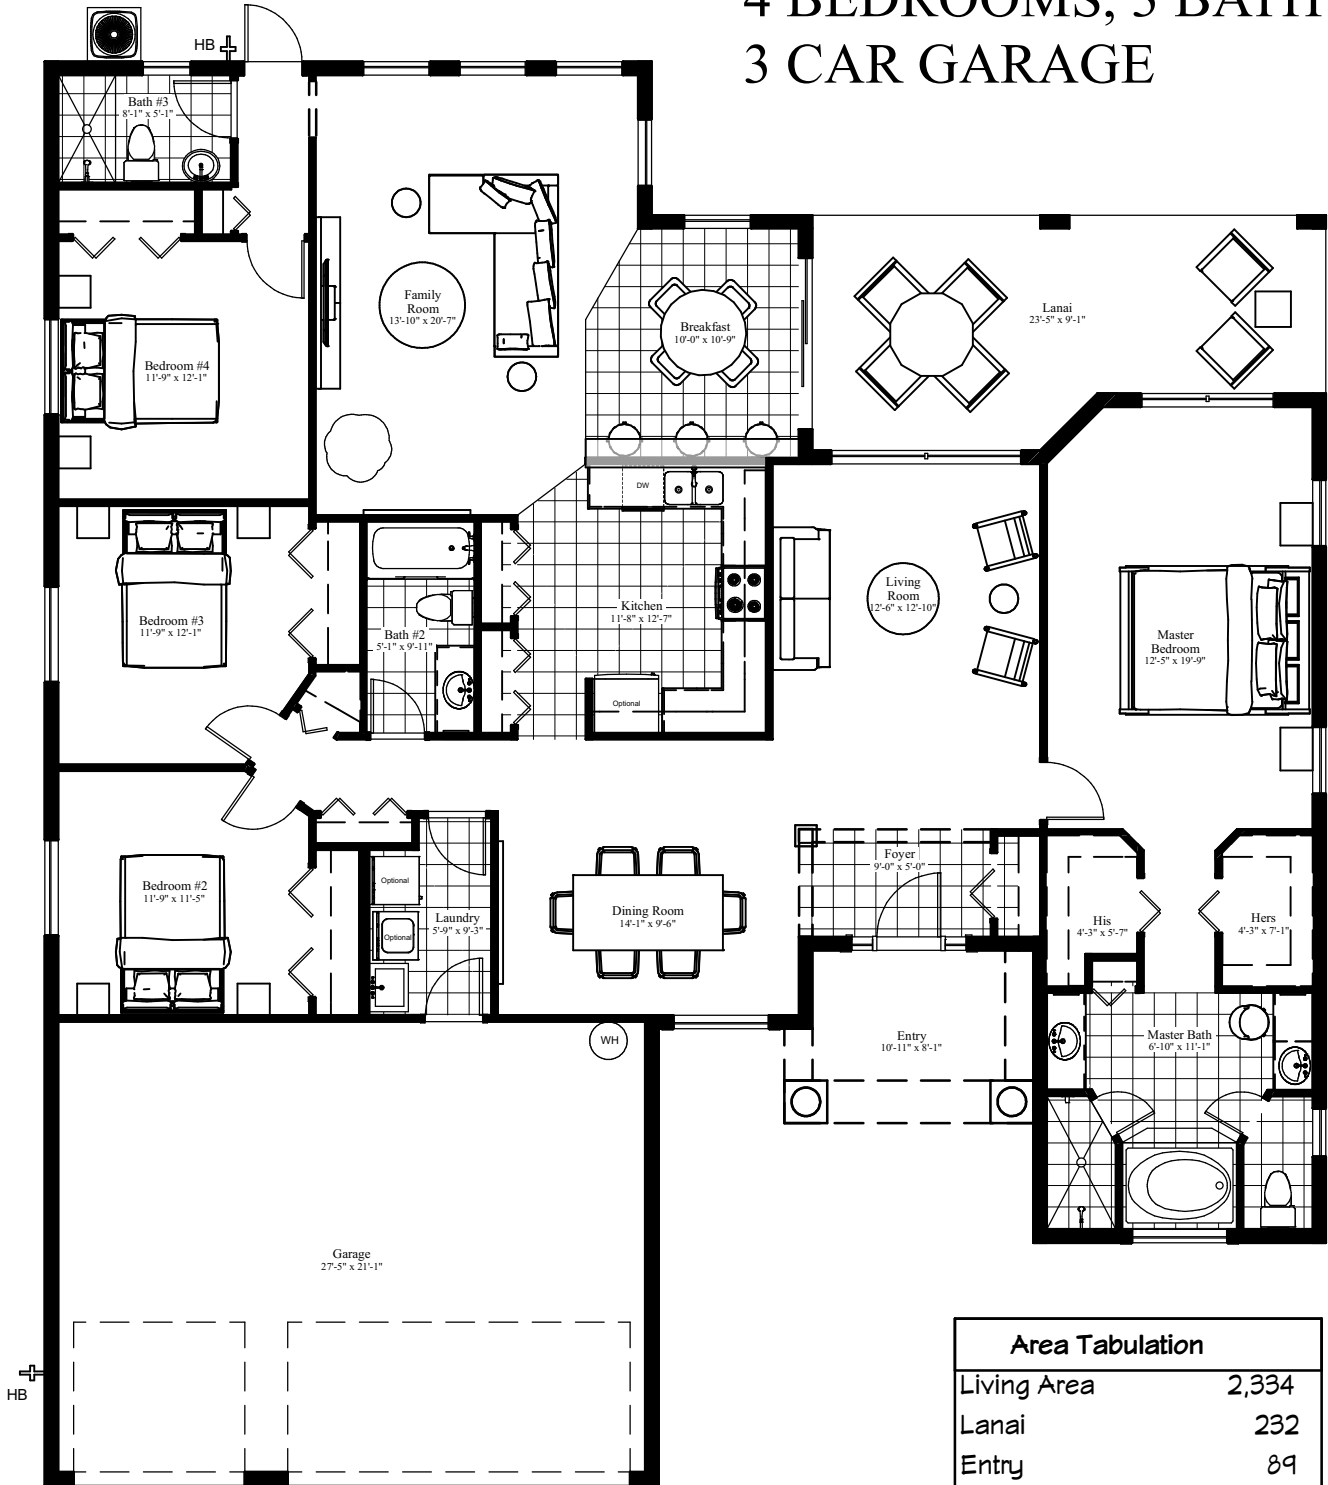 4 BEDROOMS, 3 BATH
3 CAR GARAGE
HB
Bath #3
8'-1" x 5'-1"
Family
Room
13'-10" x 20'-7"
Breakfast
10'-0" x 10'-9"
Lanai
23'-5" x 9'-1"
Bedroom #4
11'-9" x 12'-1"
DW
Bedroom #3
11'-9" x 12'-1"
Bath #2
5'-1" x 9'-11"
Kitchen
11'-8" x 12'-7"
Living
Room
12'-6" x 12'-10"
Master
Bedroom
12'-5" x 19'-9"
Optional
Foyer
9'-0" x 5'-0"
Bedroom #2
11'-9" x 11'-5"
Optional
Optional
Laundry
5'-9" x 9'-3"
Dining Room
14'-1" x 9'-6"
His
4'-3" x 5'-7"
Hers
4'-3" x 7'-1"
WH
Entry
10'-11" x 8'-1"
Master Bath
6'-10" x 11'-1"
Garage
27'-5" x 21'-1"
HB
Area Tabulation
Living Area 2,334
Lanai 232
Entry 89